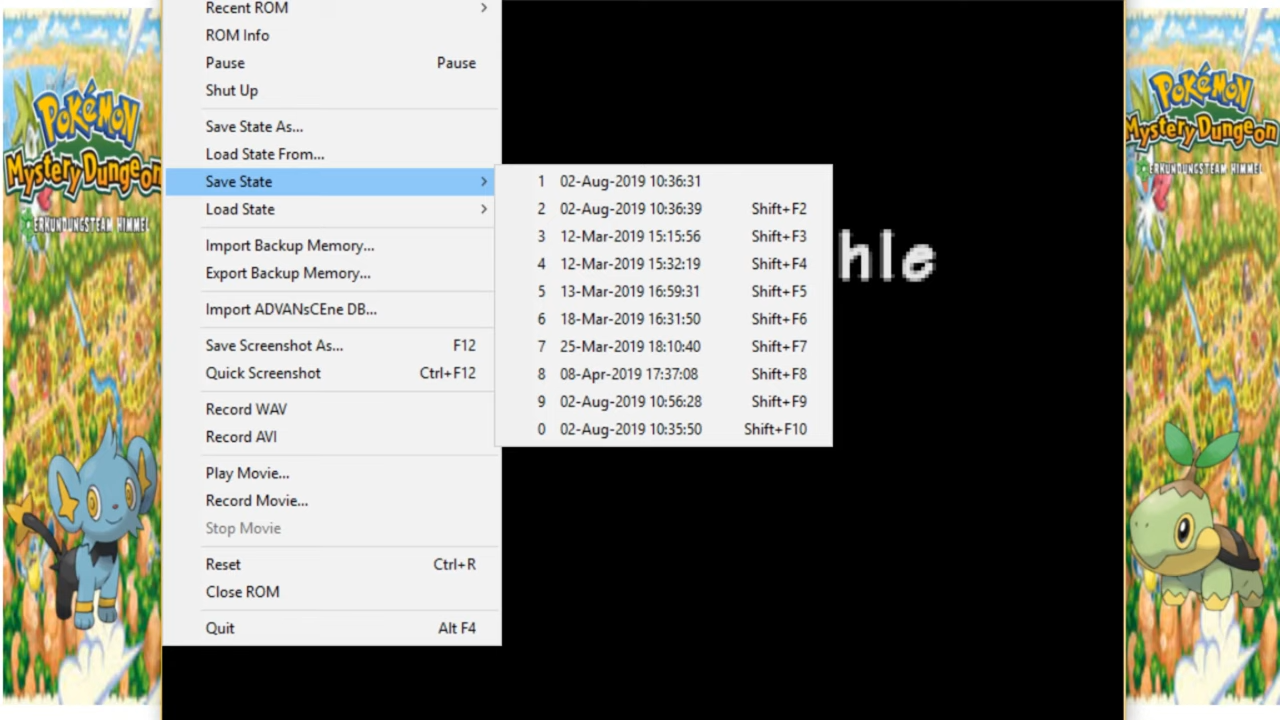 Recent ROM
ROM Info
Pause Pause
Shut Up
Save State As...
Load State From...
Save State
Load State
Import Backup Memory...
Export Backup Memory...
Import ADVANsCEne DB...
Save Screenshot As... F12
Quick Screenshot Ctrl+F12
Record WAV
Record AVI
Play Movie...
Record Movie...
Stop Movie
Reset Ctrl+R
Close ROM
Quit Alt F4
1 02-Aug-2019 10:36:31
2 02-Aug-2019 10:36:39 Shift+F2
3 12-Mar-2019 15:15:56 Shift+F3
4 12-Mar-2019 15:32:19 Shift+F4
5 13-Mar-2019 16:59:31 Shift+F5
6 18-Mar-2019 16:31:50 Shift+F6
7 25-Mar-2019 18:10:40 Shift+F7
8 08-Apr-2019 17:37:08 Shift+F8
9 02-Aug-2019 10:56:28 Shift+F9
0 02-Aug-2019 10:35:50 Shift+F10
hle
POKéMON
Mystery Dungeon
ERKUNDUNGSTEAM HIMMEL
POKéMON
Mystery Dungeon
ERKUNDUNGSTEAM HIMMEL